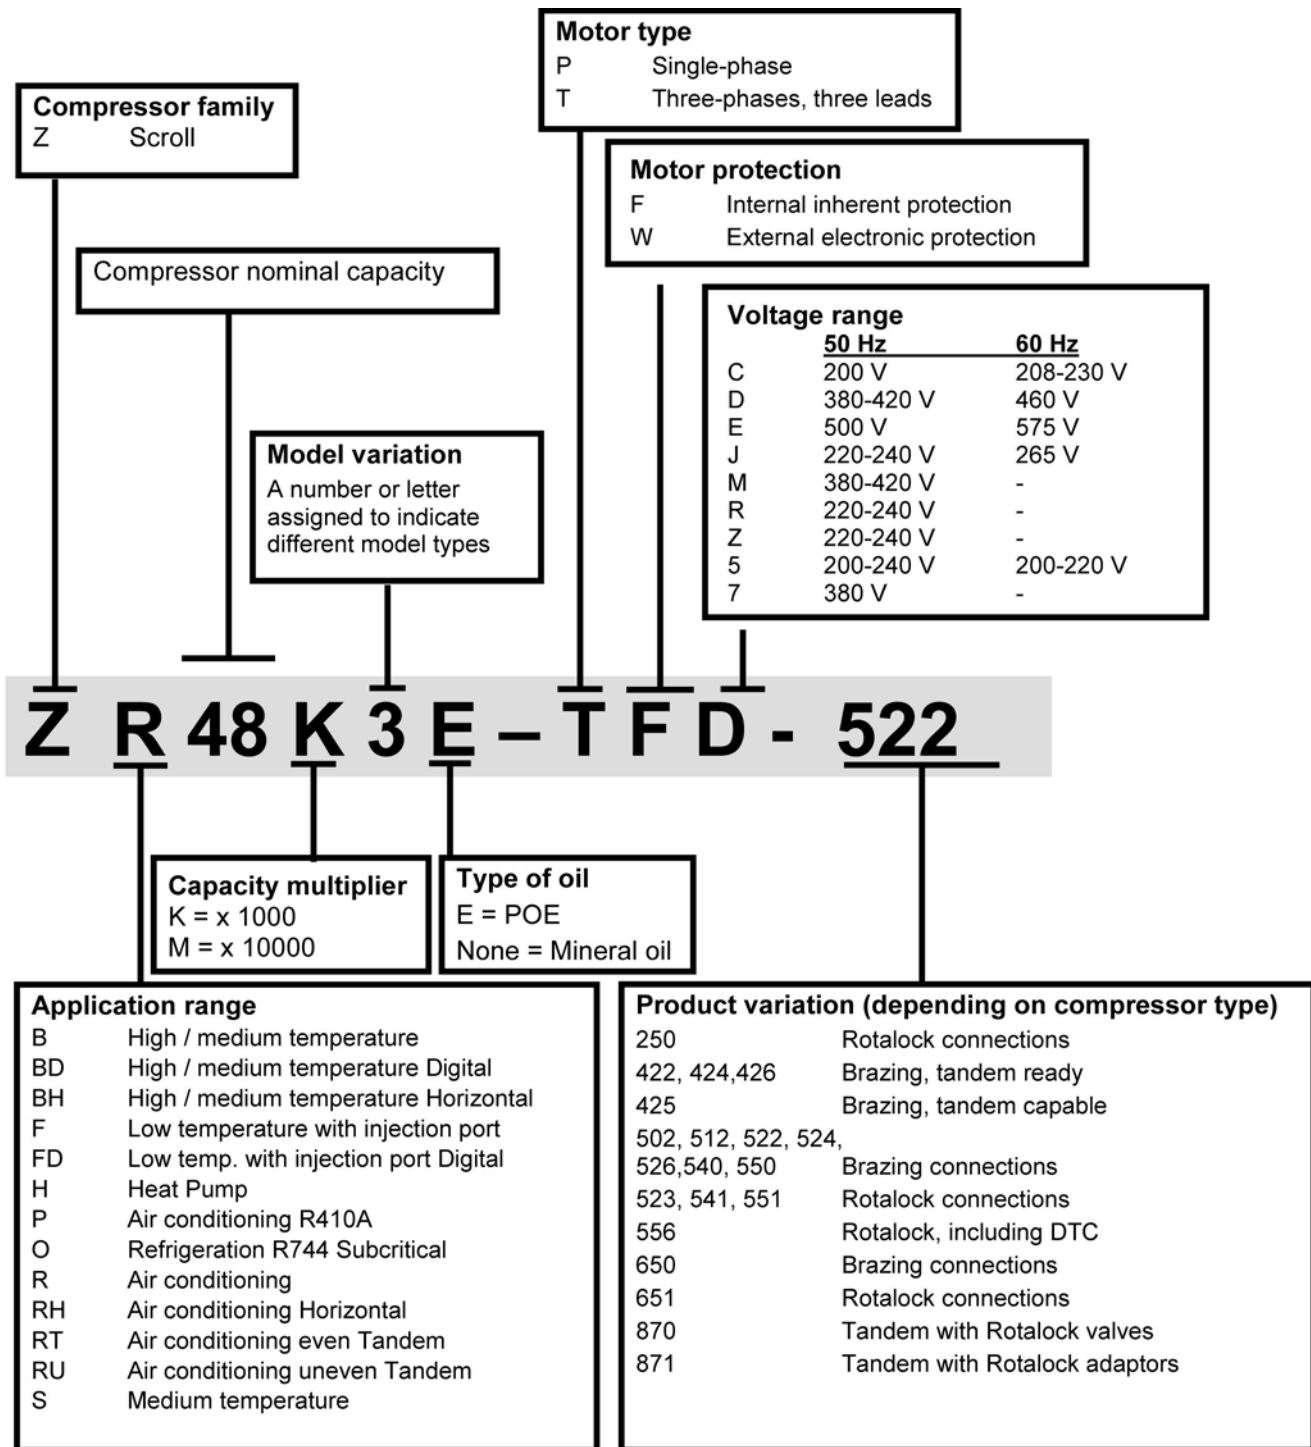 Motor type
P Single-phase
T Three-phases, three leads
Compressor family
Z Scroll
Motor protection
F Internal inherent protection
W External electronic protection
Compressor nominal capacity
Voltage range
50 Hz 60 Hz
C 200 V 208-230 V
D 380-420 V 460 V
E 500 V 575 V
J 220-240 V 265 V
M 380-420 V -
R 220-240 V -
Z 220-240 V -
5 200-240 V 200-220 V
7 380 V -
Model variation
A number or letter
assigned to indicate
different model types
Z R 48 K 3 E – T F D - 522
Capacity multiplier
K = x 1000
M = x 10000
Type of oil
E = POE
None = Mineral oil
Application range
B High / medium temperature
BD High / medium temperature Digital
BH High / medium temperature Horizontal
F Low temperature with injection port
FD Low temp. with injection port Digital
H Heat Pump
P Air conditioning R410A
O Refrigeration R744 Subcritical
R Air conditioning
RH Air conditioning Horizontal
RT Air conditioning even Tandem
RU Air conditioning uneven Tandem
S Medium temperature
Product variation (depending on compressor type)
250 Rotalock connections
422, 424,426 Brazing, tandem ready
425 Brazing, tandem capable
502, 512, 522, 524,
526,540, 550 Brazing connections
523, 541, 551 Rotalock connections
556 Rotalock, including DTC
650 Brazing connections
651 Rotalock connections
870 Tandem with Rotalock valves
871 Tandem with Rotalock adaptors